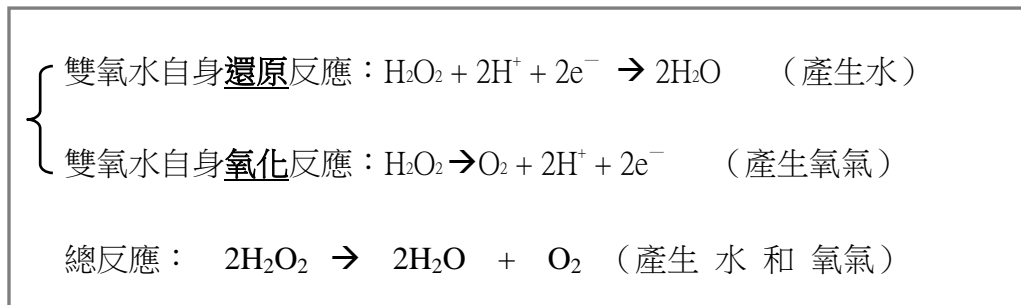 雙氧水自身還原反應：H₂O₂ + 2H⁺ + 2e⁻ → 2H₂O （產生水）
雙氧水自身氧化反應：H₂O₂→O₂ + 2H⁺ + 2e⁻ （產生氧氣）
總反應： 2H₂O₂ → 2H₂O + O₂ （產生 水 和 氧氣）